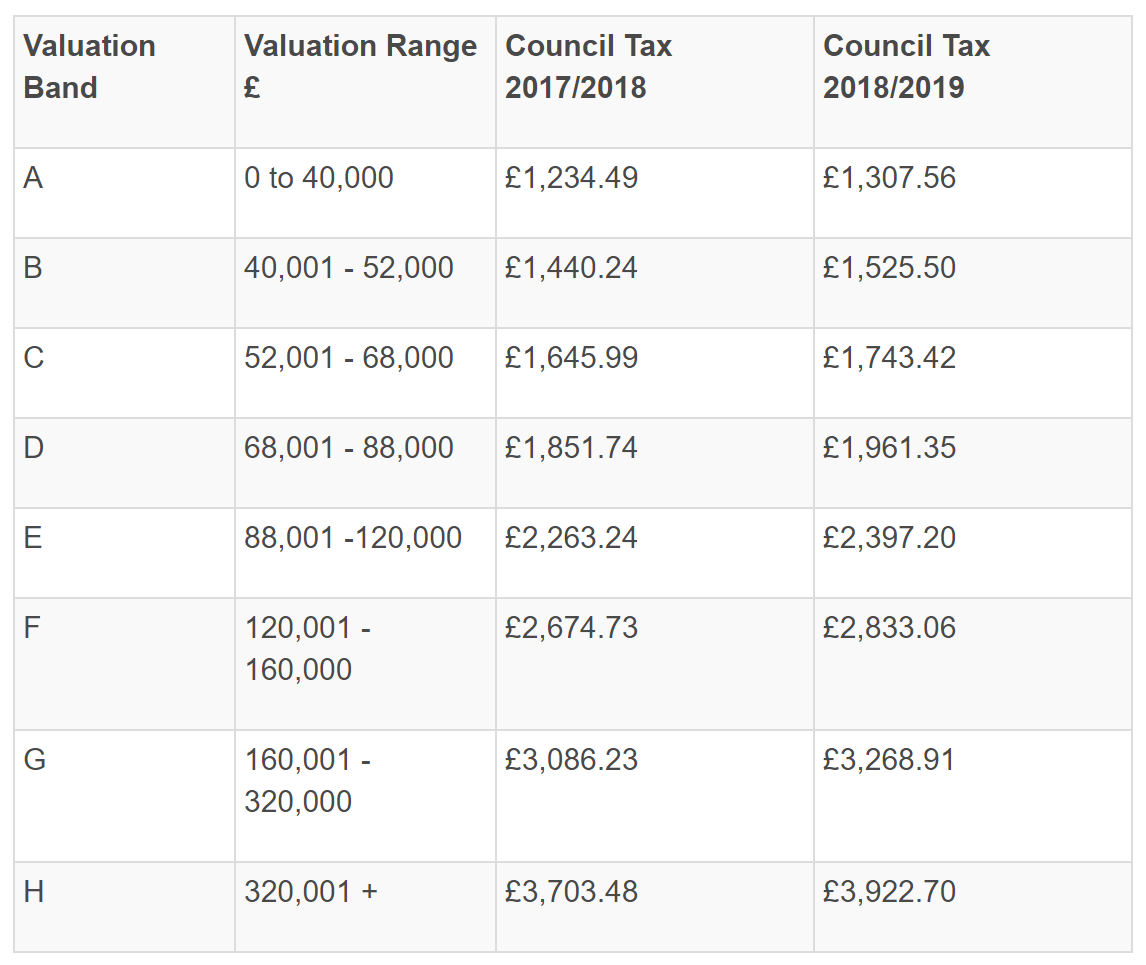 Valuation Band | Valuation Range £ | Council Tax 2017/2018 | Council Tax 2018/2019
A | 0 to 40,000 | £1,234.49 | £1,307.56
B | 40,001 - 52,000 | £1,440.24 | £1,525.50
C | 52,001 - 68,000 | £1,645.99 | £1,743.42
D | 68,001 - 88,000 | £1,851.74 | £1,961.35
E | 88,001 -120,000 | £2,263.24 | £2,397.20
F | 120,001 - 160,000 | £2,674.73 | £2,833.06
G | 160,001 - 320,000 | £3,086.23 | £3,268.91
H | 320,001 + | £3,703.48 | £3,922.70